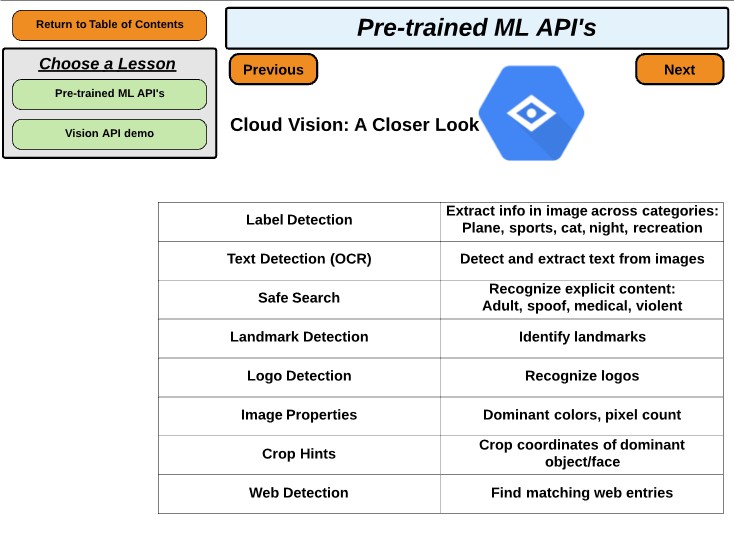 Return to Table of Contents
Pre-trained ML API's
Choose a Lesson
Pre-trained ML API's
Vision API demo
Previous
Next
Cloud Vision: A Closer Look
Label Detection
Extract info in image across categories:
Plane, sports, cat, night, recreation
Text Detection (OCR)
Detect and extract text from images
Safe Search
Recognize explicit content:
Adult, spoof, medical, violent
Landmark Detection
Identify landmarks
Logo Detection
Recognize logos
Image Properties
Dominant colors, pixel count
Crop Hints
Crop coordinates of dominant
object/face
Web Detection
Find matching web entries